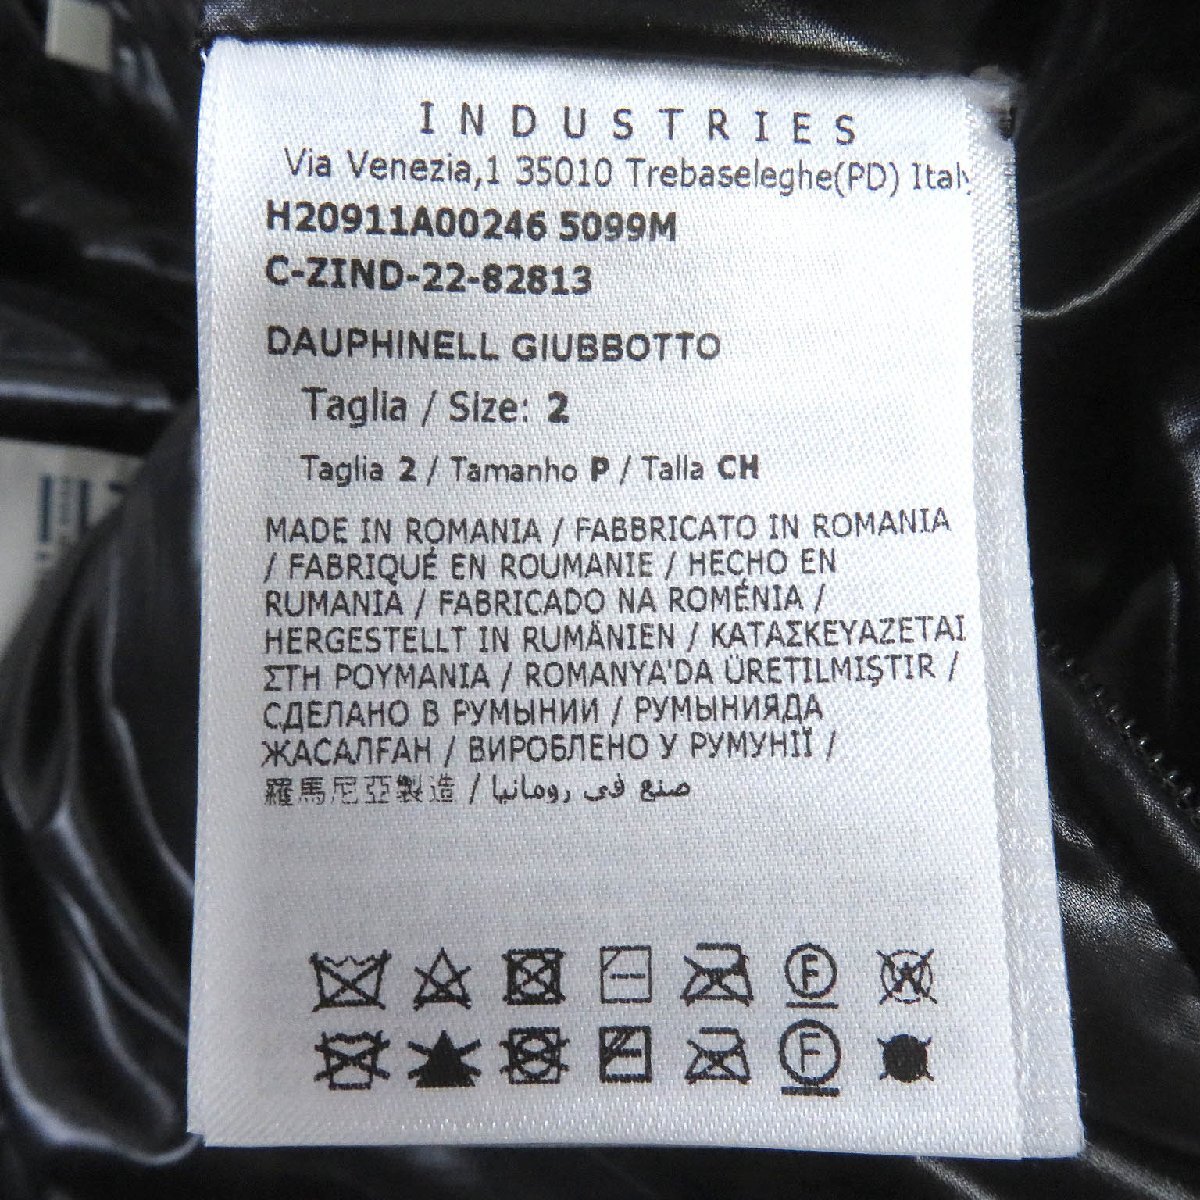 INDUSTRIES
Via Venezia,1 35010 Trebaseleghe(PD) Italy
H20911A00246 5099M
C-ZIND-22-82813
DAUPHINELL GIUBBOTTO
Taglia / Size: 2
Taglia 2 / Tamanho P / Talla CH
MADE IN ROMANIA / FABBRICATO IN ROMANIA
/ FABRIQUÉ EN ROUMANIE / HECHO EN
RUMANIA / FABRICADO NA ROMÉNIA /
HERGESTELLT IN RUMÄNIEN / ΚΑΤΑΣΚΕΥΑΖΕΤΑΙ
ΣΤΗ ΡΟΥΜΑΝΙΑ / ROMANYA'DA ÜRETILMIŞTIR /
СДЕЛАНО В РУМЫНИИ / РУМЫНИЯДА
ЖАСАЛҒАН / ВИРОБЛЕНО У РУМУНІЇ /
羅馬尼亞製造 / صنع في رومانيا
F W
F